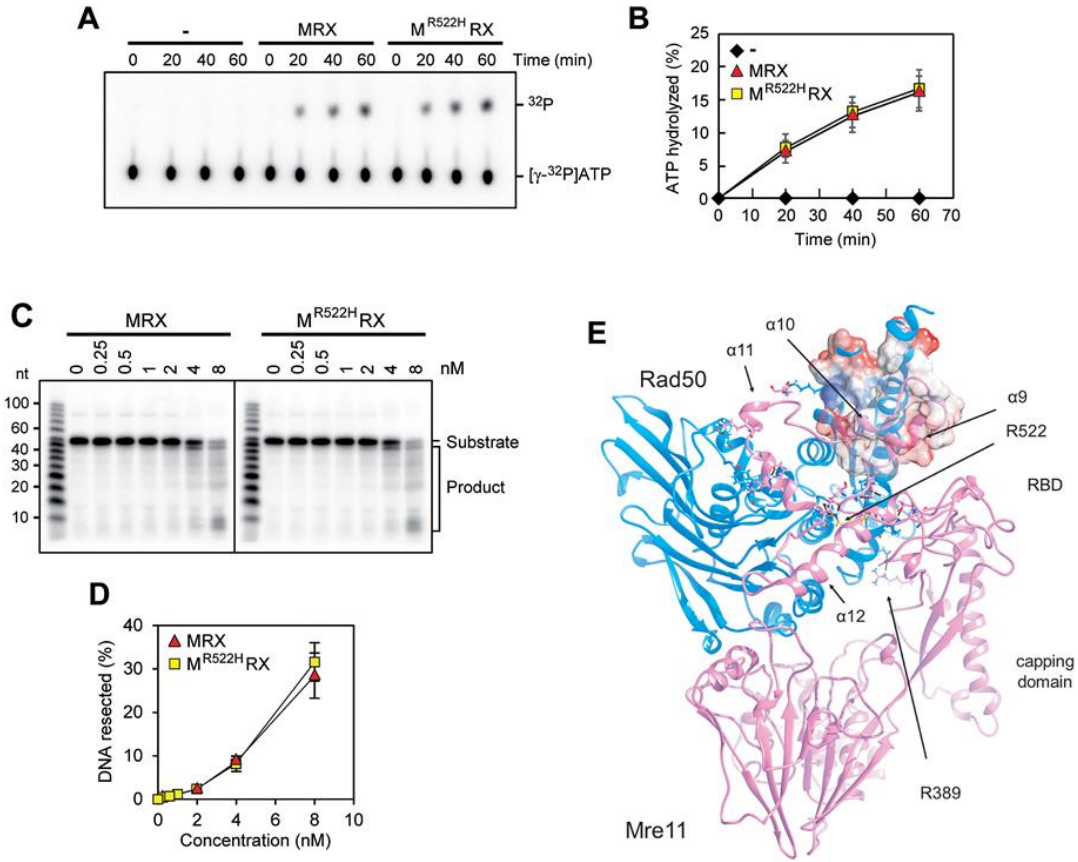 A
- MRX M^R522H RX
0 20 40 60 0 20 40 60 0 20 40 60 Time (min)
32P
[γ-32P]ATP
B
ATP hydrolyzed (%)
25
20
15
10
5
0
-
MRX
M^R522H RX
0 10 20 30 40 50 60 70
Time (min)
C
MRX M^R522H RX
nt 0 0.25 0.5 1 2 4 8 0 0.25 0.5 1 2 4 8 nM
100
60
40
30
20
10
Substrate
Product
D
DNA resected (%)
40
30
20
10
0
MRX
M^R522H RX
0 2 4 6 8 10
Concentration (nM)
E
α10
α11
Rad50
α9
R522
RBD
α12
capping
domain
R389
Mre11